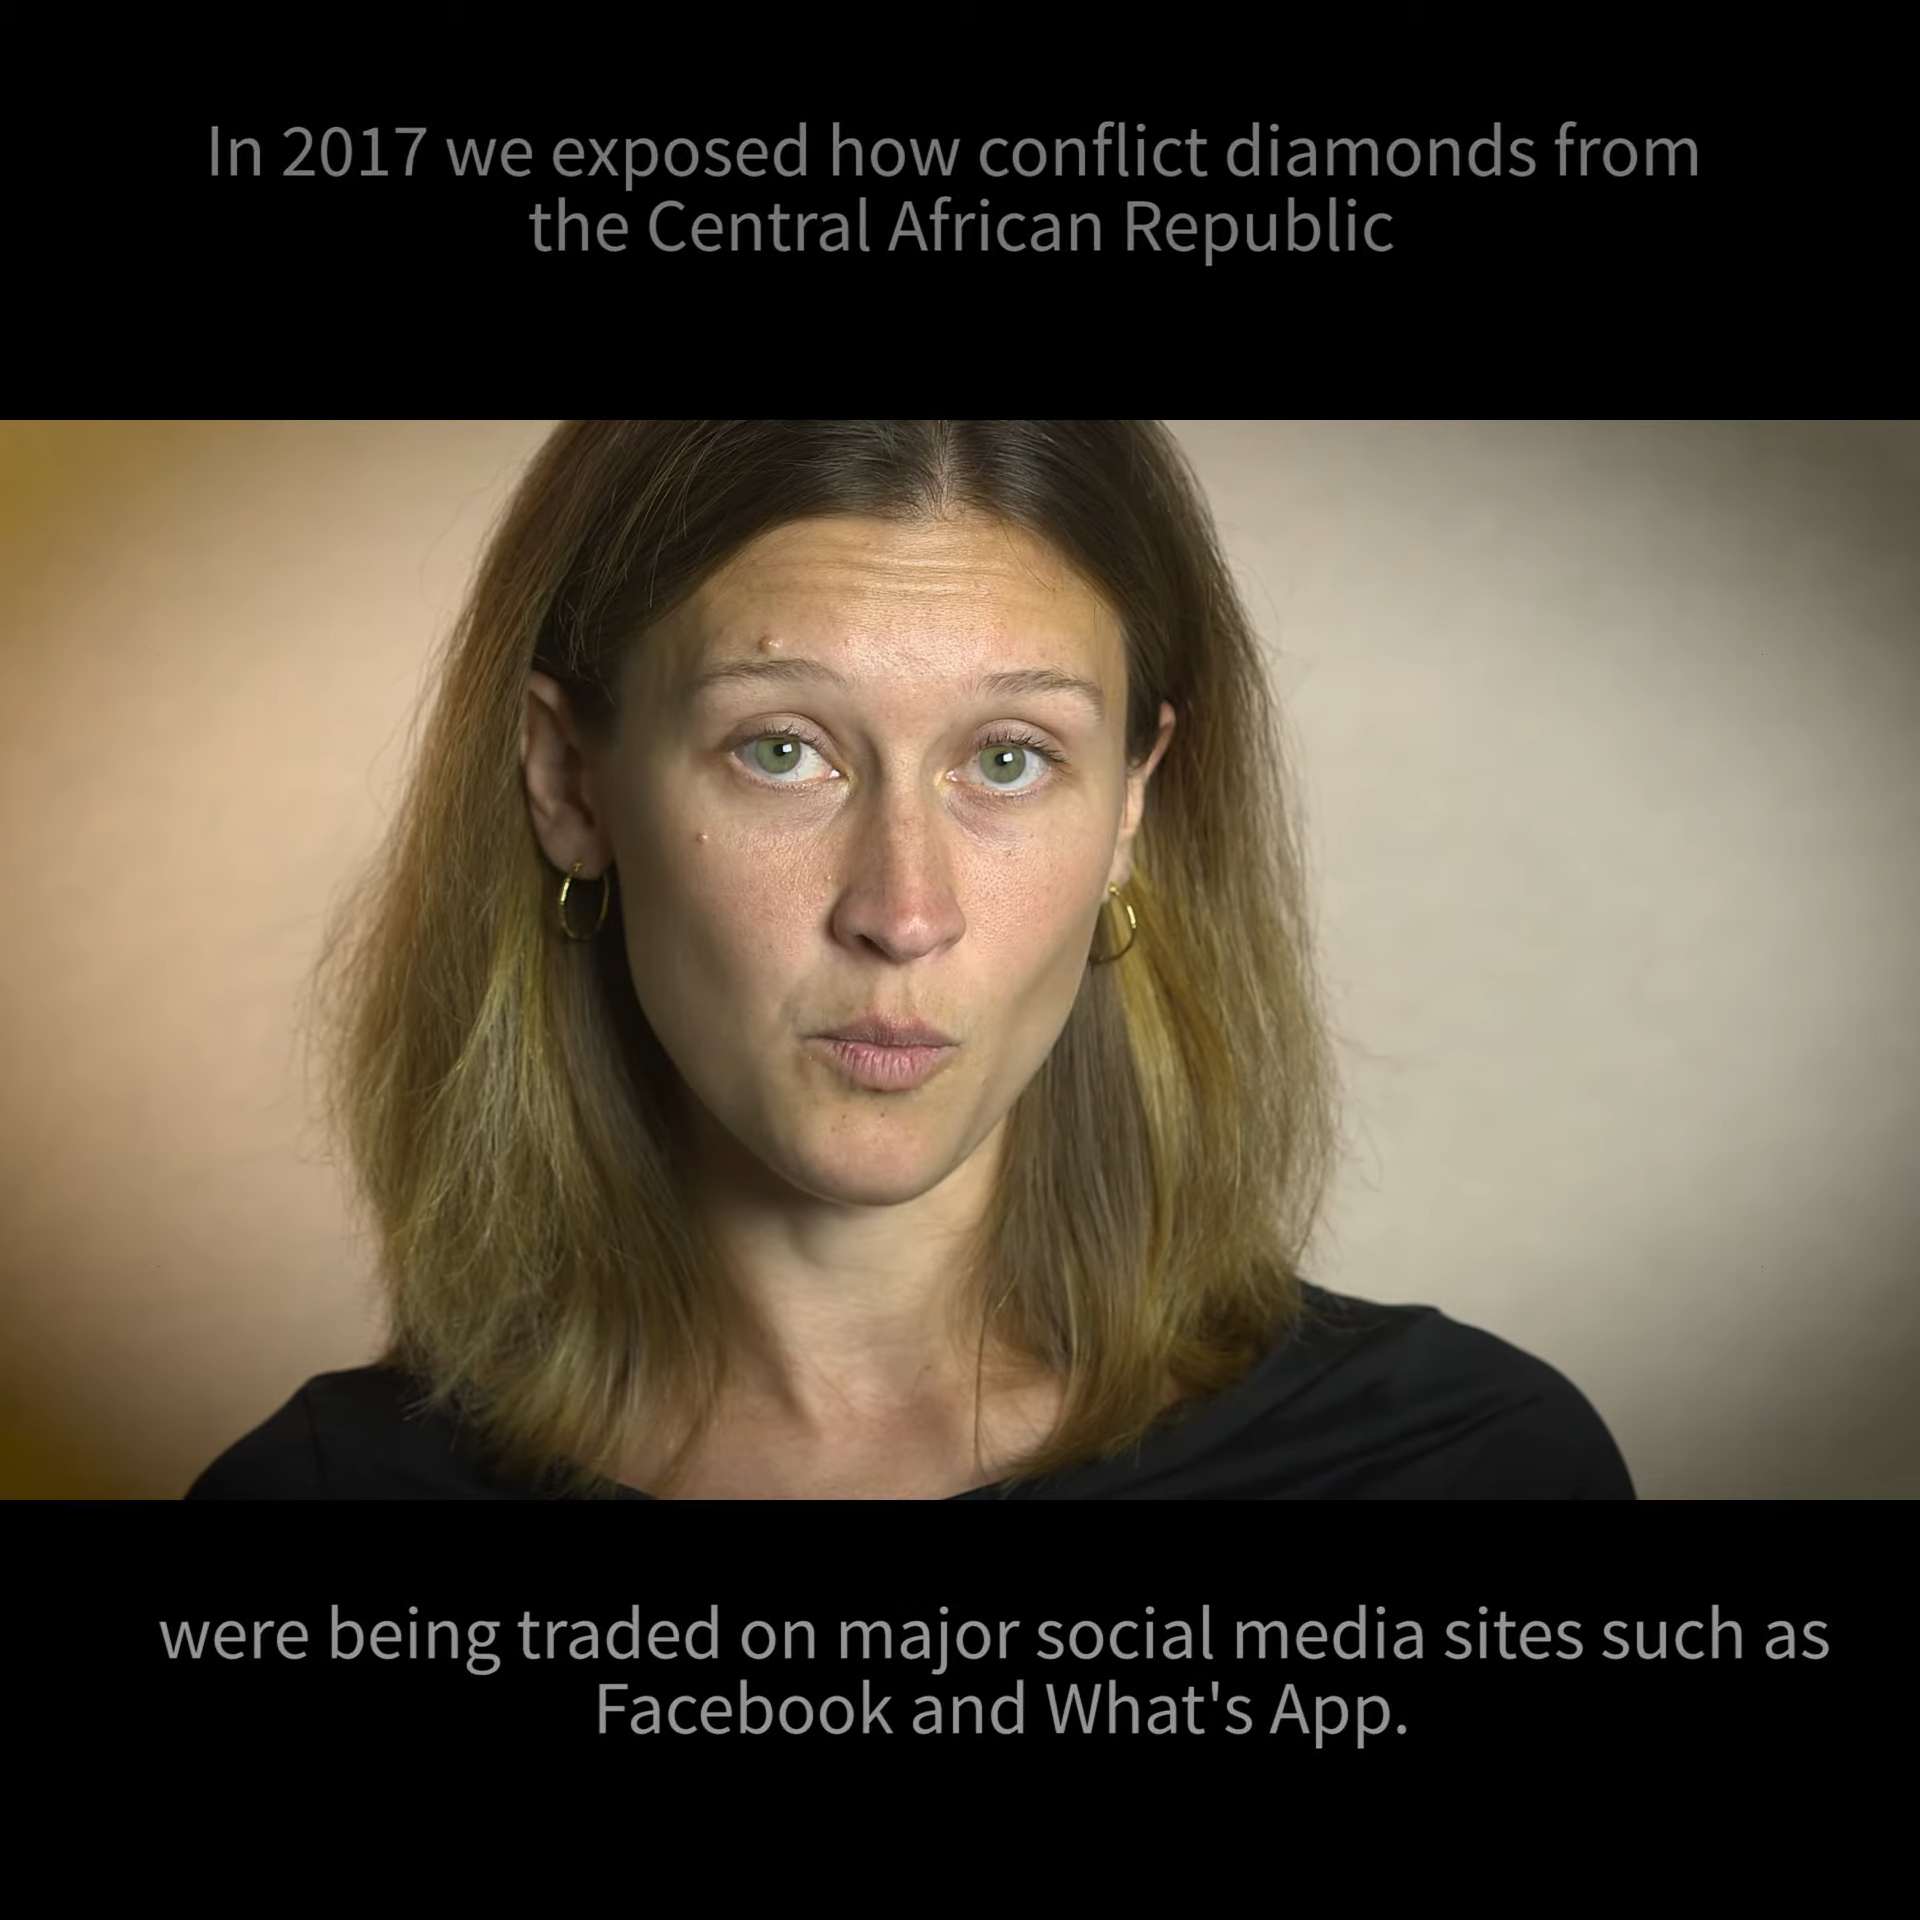 In 2017 we exposed how conflict diamonds from
the Central African Republic
were being traded on major social media sites such as
Facebook and What's App.